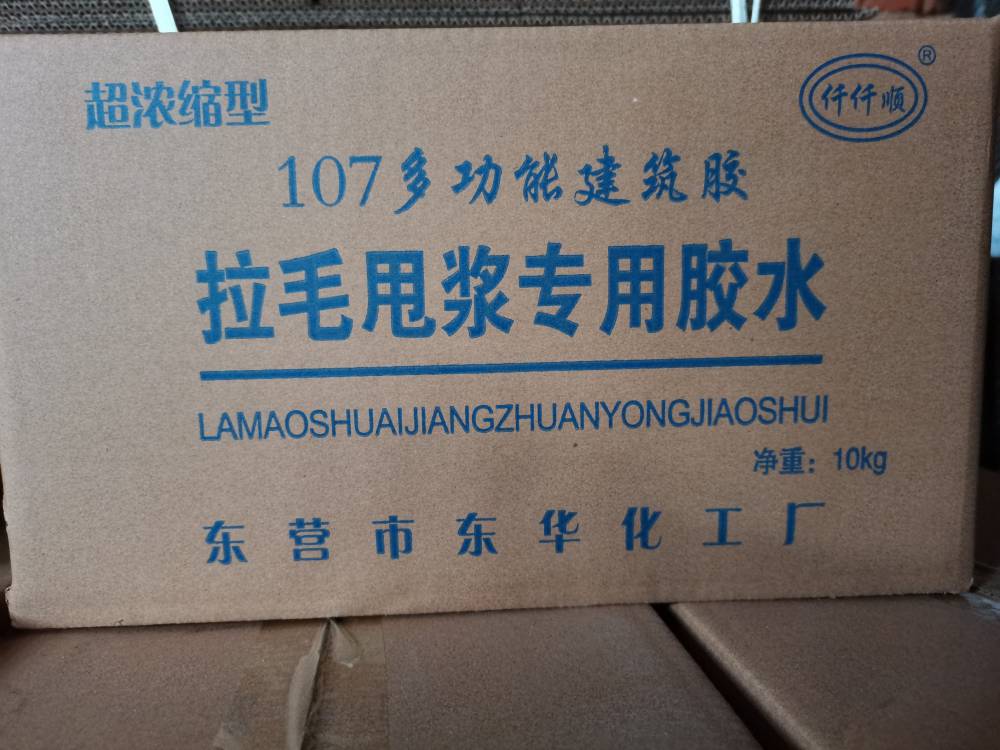 超浓缩型
仟仟顺®
107多功能建筑胶
拉毛甩浆专用胶水
LAMAOSHUAIJIANGZHUANYONGJIAOSHUI
净重：10kg
东营市东华化工厂